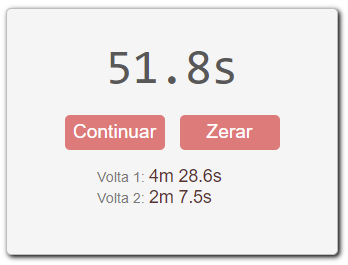 51.8s
Continuar Zerar
Volta 1: 4m 28.6s
Volta 2: 2m 7.5s